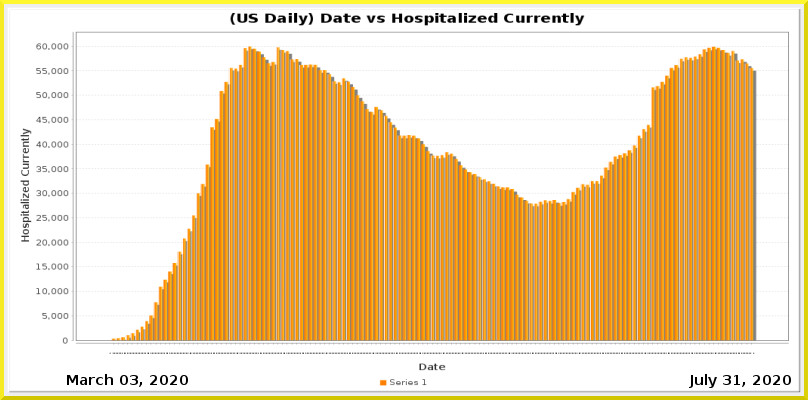 (US Daily) Date vs Hospitalized Currently
60,000
55,000
50,000
45,000
40,000
35,000
30,000
25,000
20,000
15,000
10,000
5,000
0
Hospitalized Currently
Date
March 03, 2020
July 31, 2020
Series 1